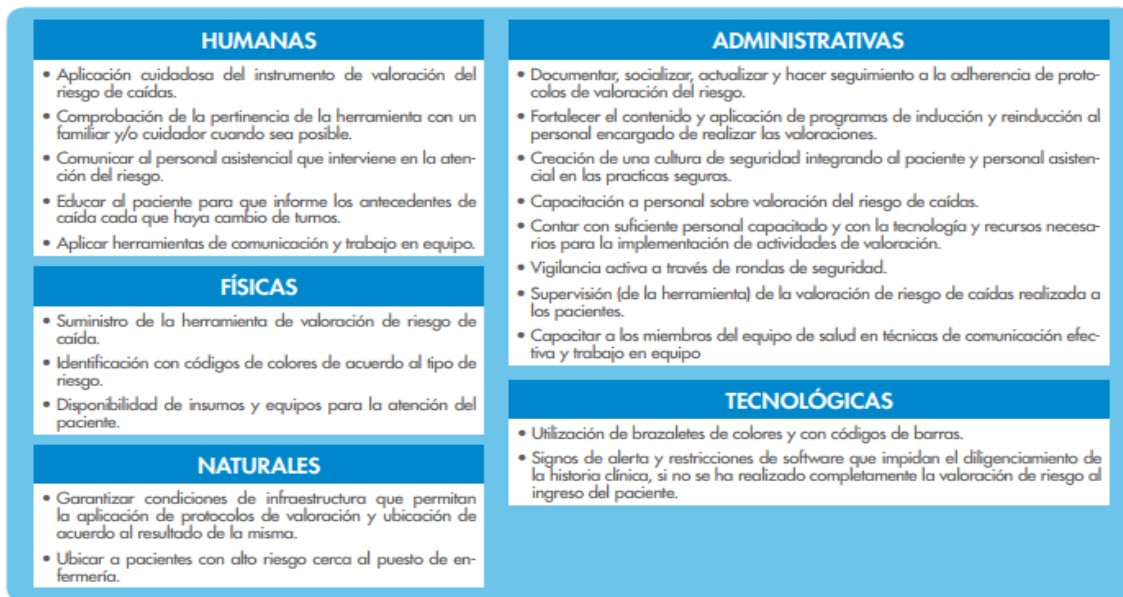 HUMANAS
• Aplicación cuidadosa del instrumento de valoración del
riesgo de caídas.
• Comprobación de la pertinencia de la herramienta con un
familiar y/o cuidador cuando sea posible.
• Comunicar al personal asistencial que interviene en la aten-
ción del riesgo.
• Educar al paciente para que informe los antecedentes de
caída cada que haya cambio de turnos.
• Aplicar herramientas de comunicación y trabajo en equipo.
FÍSICAS
• Suministro de la herramienta de valoración de riesgo de
caída.
• Identificación con códigos de colores de acuerdo al tipo de
riesgo.
• Disponibilidad de insumos y equipos para la atención del
paciente.
NATURALES
• Garantizar condiciones de infraestructura que permitan
la aplicación de protocolos de valoración y ubicación de
acuerdo al resultado de la misma.
• Ubicar a pacientes con alto riesgo cerca al puesto de en-
fermería.
ADMINISTRATIVAS
• Documentar, socializar, actualizar y hacer seguimiento a la adherencia de proto-
colos de valoración del riesgo.
• Fortalecer el contenido y aplicación de programas de inducción y reinducción al
personal encargado de realizar las valoraciones.
• Creación de una cultura de seguridad integrando al paciente y personal asisten-
cial en las practicas seguras.
• Capacitación a personal sobre valoración del riesgo de caídas.
• Contar con suficiente personal capacitado y con la tecnología y recursos necesa-
rios para la implementación de actividades de valoración.
• Vigilancia activa a través de rondas de seguridad.
• Supervisión (de la herramienta) de la valoración de riesgo de caídas realizada a
los pacientes.
• Capacitar a los miembros del equipo de salud en técnicas de comunicación efec-
tiva y trabajo en equipo
TECNOLÓGICAS
• Utilización de brazaletes de colores y con códigos de barras.
• Signos de alerta y restricciones de software que impidan el diligenciamiento de
la historia clínica, si no se ha realizado completamente la valoración de riesgo al
ingreso del paciente.